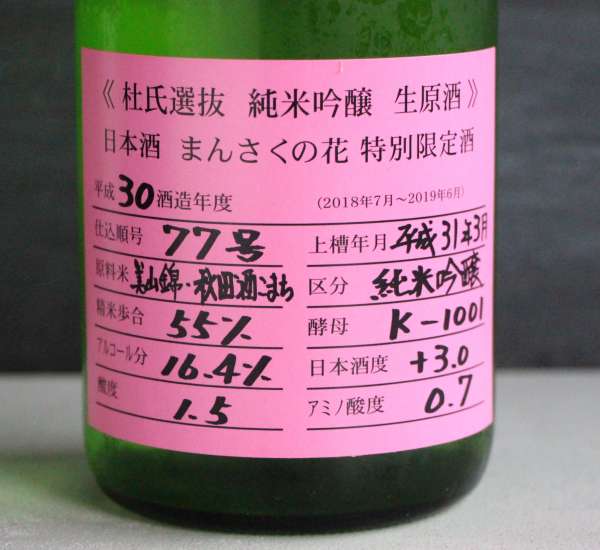 《杜氏選抜 純米吟醸 生原酒》
日本酒 まんさくの花 特別限定酒
平成30酒造年度 (2018年7月～2019年6月)
仕込順号 77号 上槽年月 平成31年3月
原料米 美山錦・秋田酒こまち 区分 純米吟醸
精米歩合 55% 酵母 K-1001
アルコール分 16.4% 日本酒度 +3.0
酸度 1.5 アミノ酸度 0.7